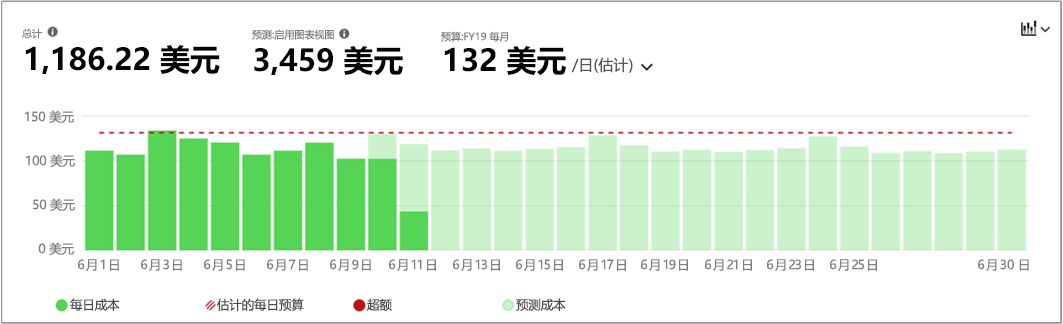 总计
1,186.22 美元
预测:启用图表视图
3,459 美元
预算:FY19 每月
132 美元 /日(估计)
150 美元
100 美元
50 美元
0 美元
6月1日 6月3日 6月5日 6月7日 6月9日 6月11日 6月13日 6月15日 6月17日 6月19日 6月21日 6月23日 6月25日 6月30日
每日成本 估计的每日预算 超额 预测成本